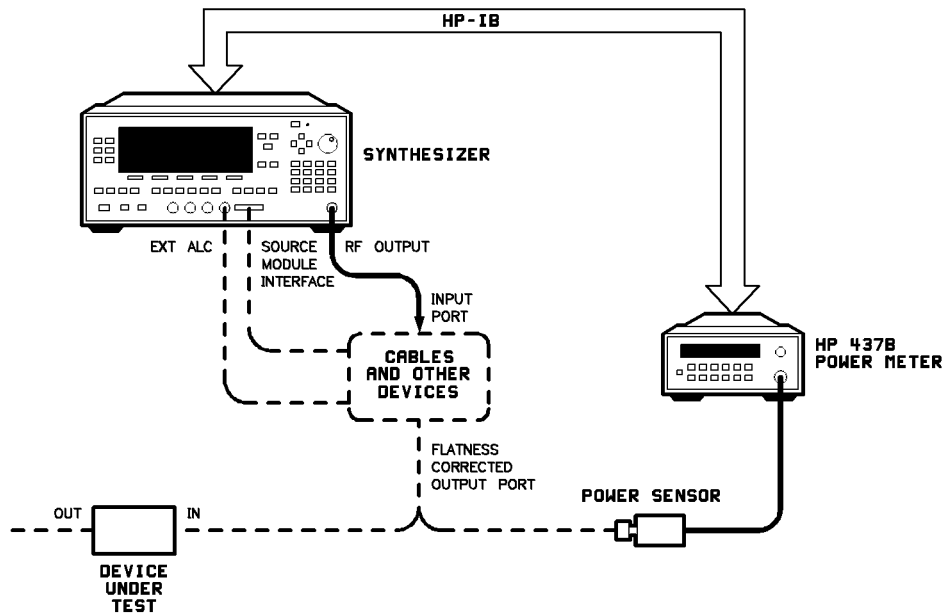 HP-IB
SYNTHESIZER
EXT ALC
SOURCE
MODULE
INTERFACE
RF OUTPUT
INPUT
PORT
CABLES
AND OTHER
DEVICES
HP 437B
POWER METER
FLATNESS
CORRECTED
OUTPUT PORT
POWER SENSOR
OUT
IN
DEVICE
UNDER
TEST